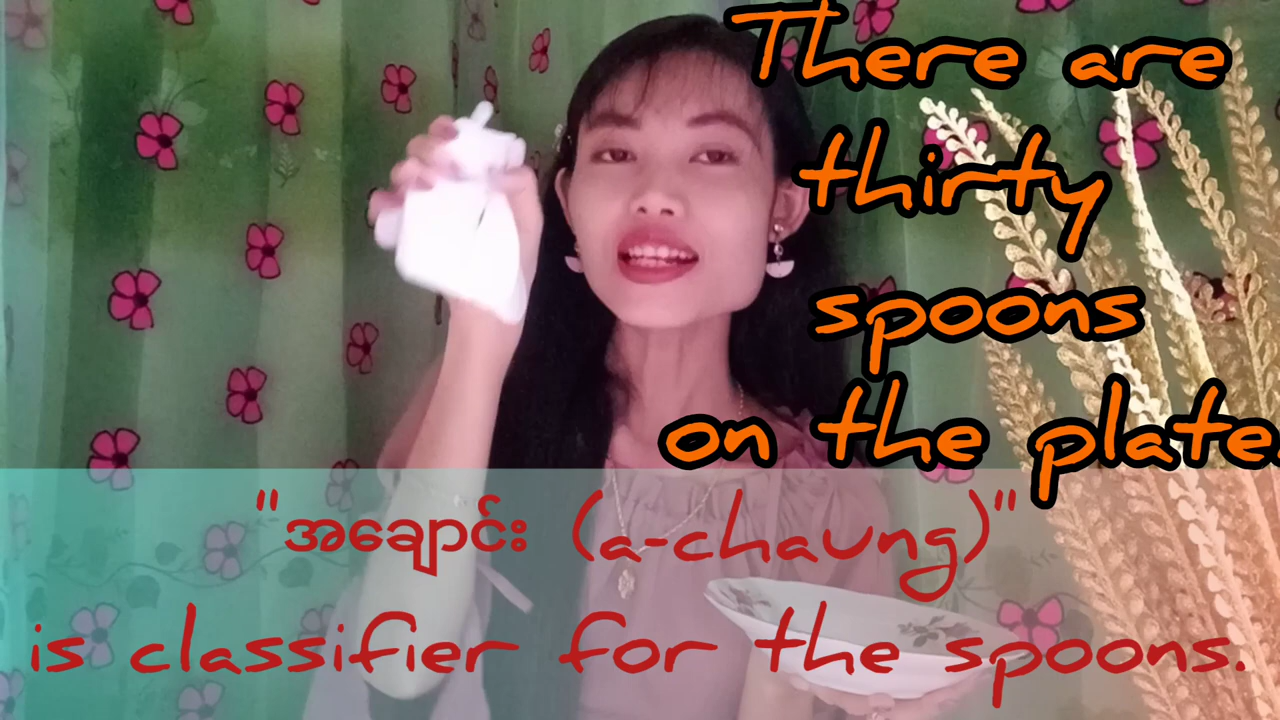 There are
thirty
spoons
on the plate.
"အချောင်း (a-chaung)"
is classifier for the spoons.